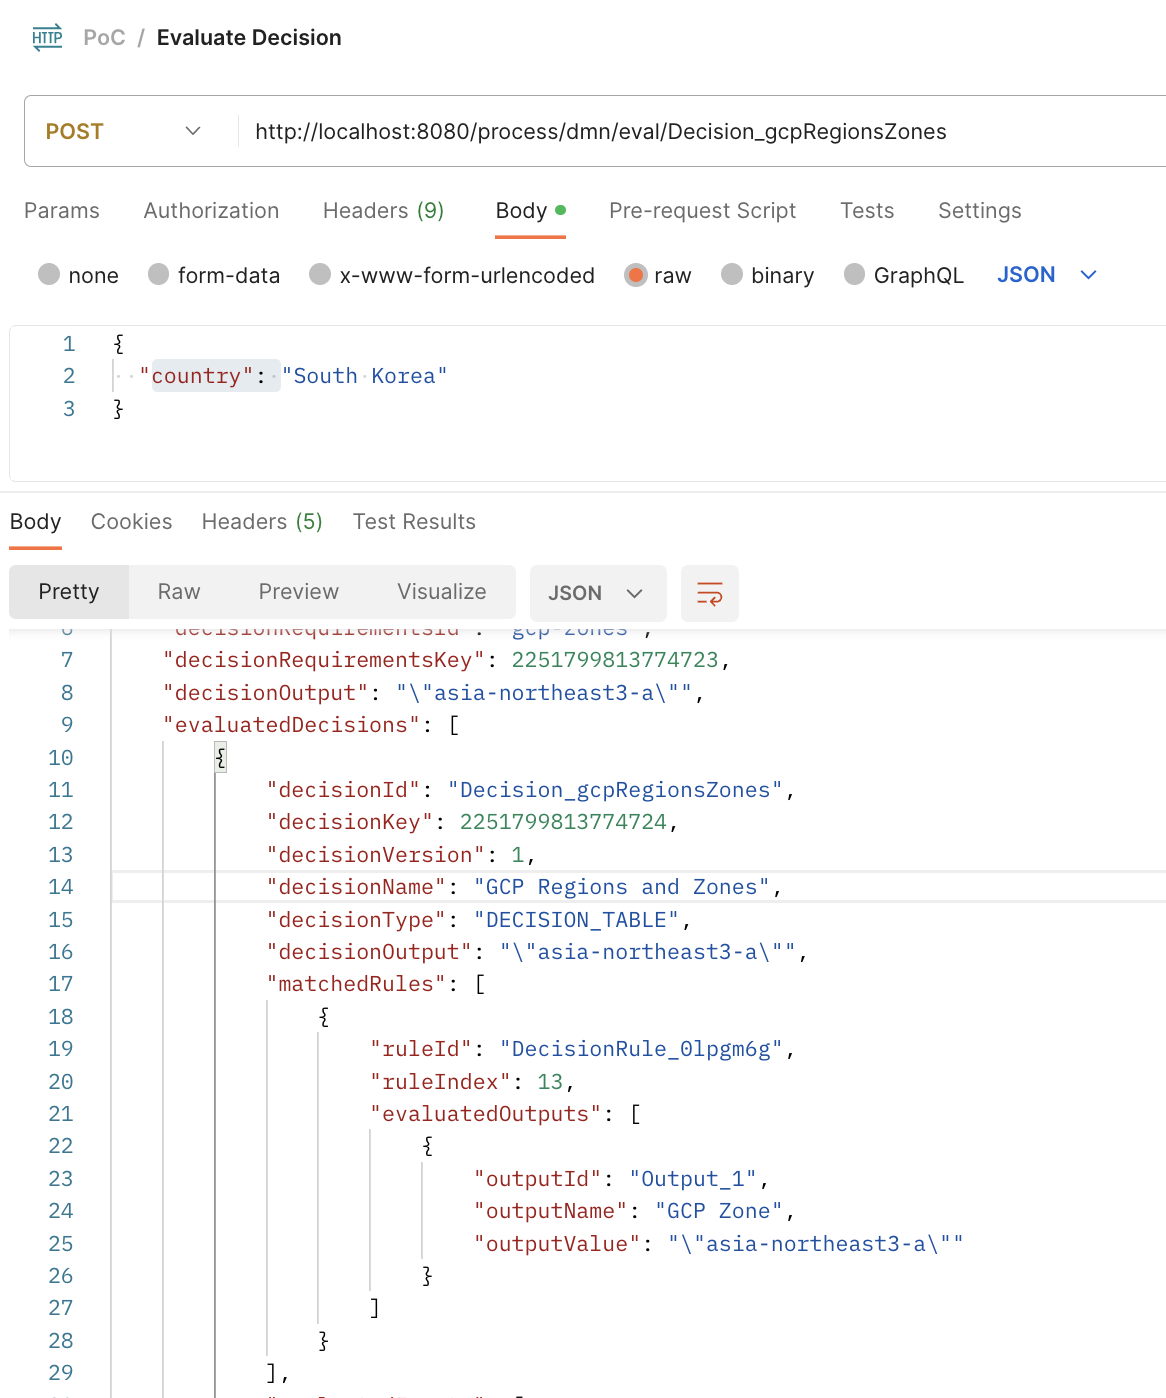 HTTP PoC / Evaluate Decision
POST http://localhost:8080/process/dmn/eval/Decision_gcpRegionsZones
Params Authorization Headers (9) Body Pre-request Script Tests Settings
none form-data x-www-form-urlencoded raw binary GraphQL JSON
1 {
2 "country": "South Korea"
3 }
Body Cookies Headers (5) Test Results
Pretty Raw Preview Visualize JSON
6 "decisionRequirementsId": "gcp-zones",
7 "decisionRequirementsKey": 2251799813774723,
8 "decisionOutput": "\"asia-northeast3-a\"",
9 "evaluatedDecisions": [
10 {
11 "decisionId": "Decision_gcpRegionsZones",
12 "decisionKey": 2251799813774724,
13 "decisionVersion": 1,
14 "decisionName": "GCP Regions and Zones",
15 "decisionType": "DECISION_TABLE",
16 "decisionOutput": "\"asia-northeast3-a\"",
17 "matchedRules": [
18 {
19 "ruleId": "DecisionRule_0lpgm6g",
20 "ruleIndex": 13,
21 "evaluatedOutputs": [
22 {
23 "outputId": "Output_1",
24 "outputName": "GCP Zone",
25 "outputValue": "\"asia-northeast3-a\""
26 }
27 ]
28 }
29 ],